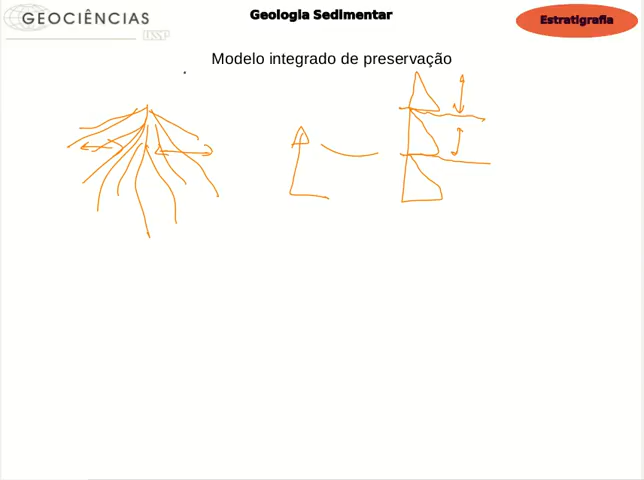 GEOCIÊNCIAS
USP
Geologia Sedimentar
Estratigrafia
Modelo integrado de preservação